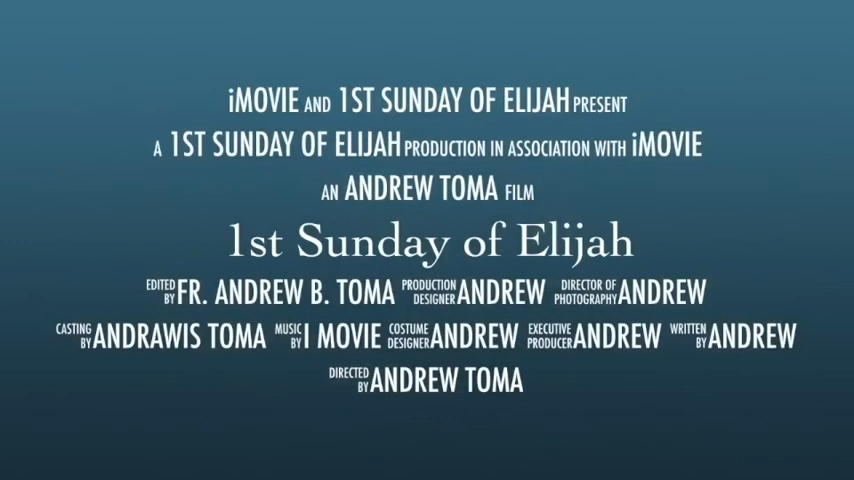 iMOVIE AND 1ST SUNDAY OF ELIJAH PRESENT
A 1ST SUNDAY OF ELIJAH PRODUCTION IN ASSOCIATION WITH iMOVIE
AN ANDREW TOMA FILM
1st Sunday of Elijah
EDITED BY FR. ANDREW B. TOMA PRODUCTION DESIGNER ANDREW DIRECTOR OF PHOTOGRAPHY ANDREW
CASTING BY ANDRAWIS TOMA MUSIC BY I MOVIE COSTUME DESIGNER ANDREW EXECUTIVE PRODUCER ANDREW WRITTEN BY ANDREW
DIRECTED BY ANDREW TOMA